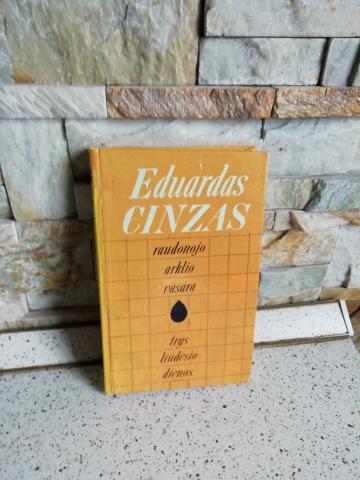 Eduardas
CINZAS
raudonojo
arklio
vasara
trys
liūdesio
dienos